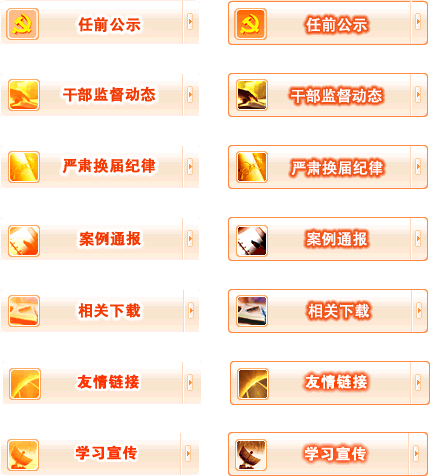 任前公示 任前公示
干部监督动态 干部监督动态
严肃换届纪律 严肃换届纪律
案例通报 案例通报
相关下载 相关下载
友情链接 友情链接
学习宣传 学习宣传